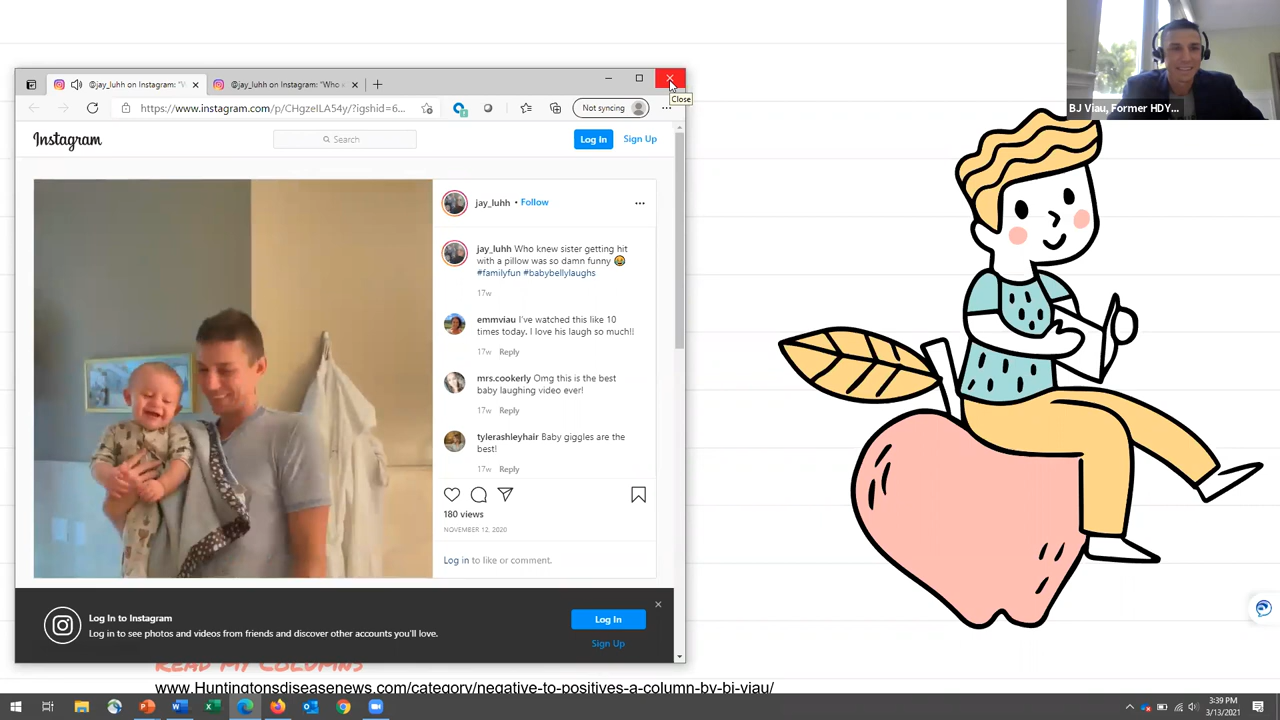 @jay_luhh on Instagram: "W
@jay_luhh on Instagram: "Who k
Close
https://www.instagram.com/p/CHgzeILA54y/?igshid=6...
Not syncing
BJ Viau, Former HDY...
Instagram
Search
Log In
Sign Up
jay_luhh • Follow
jay_luhh Who knew sister getting hit
with a pillow was so damn funny 😂
#familyfun #babybellylaughs
17w
emmviau I've watched this like 10
times today, I love his laugh so much!!
17w Reply
mrs.cookerly Omg this is the best
baby laughing video ever!
17w Reply
tylerashleyhair Baby giggles are the
best!
17w Reply
180 views
NOVEMBER 12, 2020
Log in to like or comment.
Log In to Instagram
Log in to see photos and videos from friends and discover other accounts you'll love.
Log In
Sign Up
READ MY COLUMNS
www.Huntingtonsdiseasenews.com/category/negative-to-positives-a-column-by-bj-viau/
3:39 PM
3/13/2021